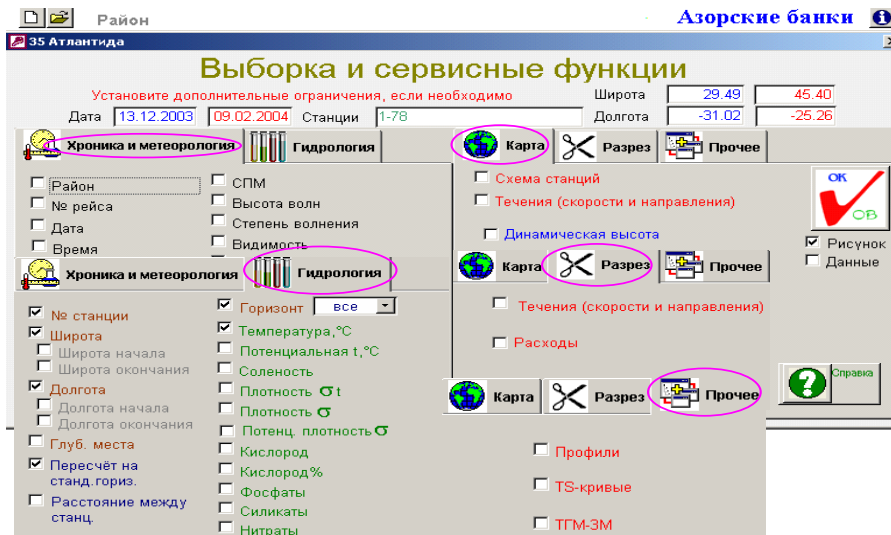 Район Азорские банки
35 Атлантида
Выборка и сервисные функции
Установите дополнительные ограничения, если необходимо Широта 29.49 45.40
Дата 13.12.2003 09.02.2004 Станции 1-78 Долгота -31.02 -25.26
Хроника и метеорология Гидрология Карта Разрез Прочее
Район СПМ Схема станций OK
№ рейса Высота волн Течения (скорости и направления) ОВ
Дата Степень волнения
Время Видимость Динамическая высота Рисунок
Хроника и метеорология Гидрология Карта Разрез Прочее Данные
№ станции Горизонт все Течения (скорости и направления)
Широта Температура,°С
Широта начала Потенциальная t,°С Расходы
Широта окончания Соленость
Долгота Плотность σ t Карта Разрез Прочее Справка
Долгота начала Плотность σ
Долгота окончания Потенц. плотность σ
Глуб. места Кислород Профили
Пересчёт на Кислород%
станд.гориз. Фосфаты TS-кривые
Расстояние между Силикаты
станц. Нитраты ТГМ-3М